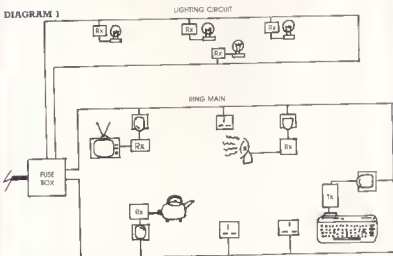 LIGHTING CIRCUIT
DIAGRAM 1
Rx
Rx
Rx
Rx
RING MAIN
Rx
Rx
FUSE
BOX
Tx
Rx